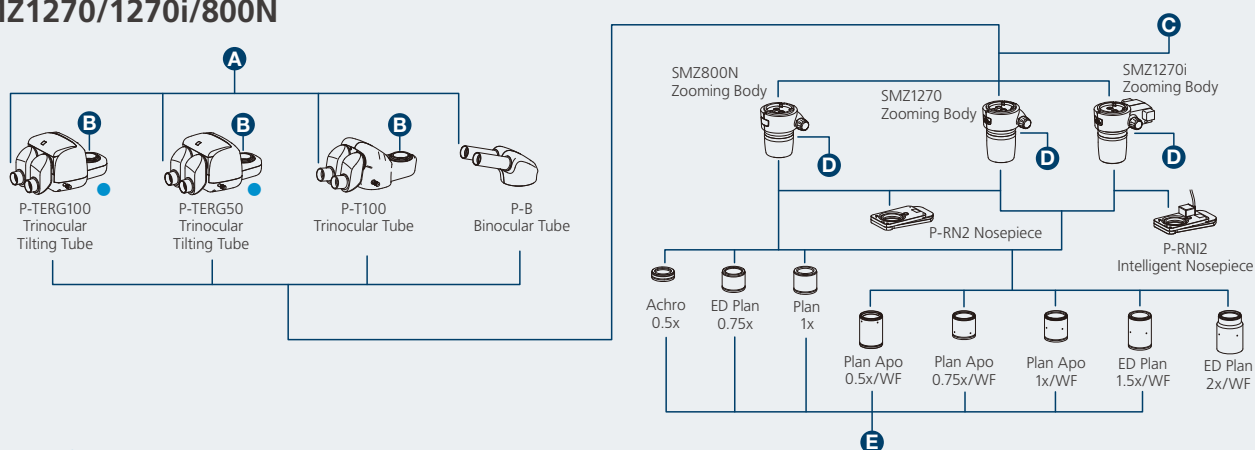 MZ1270/1270i/800N
A
C
B
B
B
SMZ800N
Zooming Body
SMZ1270
Zooming Body
SMZ1270i
Zooming Body
D
D
D
P-TERG100
Trinocular
Tilting Tube
P-TERG50
Trinocular
Tilting Tube
P-T100
Trinocular Tube
P-B
Binocular Tube
P-RN2 Nosepiece
P-RNI2
Intelligent Nosepiece
Achro
0.5x
ED Plan
0.75x
Plan
1x
Plan Apo
0.5x/WF
Plan Apo
0.75x/WF
Plan Apo
1x/WF
ED Plan
1.5x/WF
ED Plan
2x/WF
E